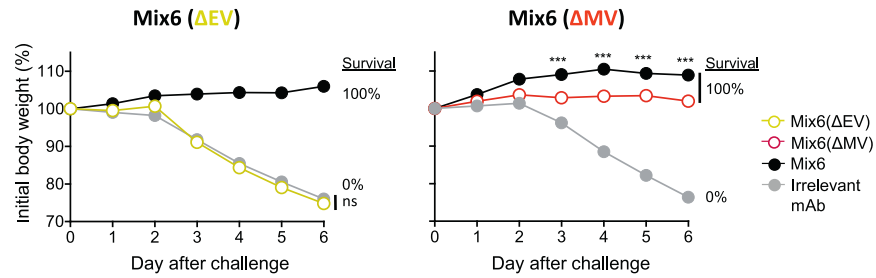 Mix6 (ΔEV)
Initial body weight (%)
110
100
90
80
70
0 1 2 3 4 5 6
Day after challenge
Survival
100%
0%
ns
Mix6 (ΔMV)
*** *** *** ***
0 1 2 3 4 5 6
Day after challenge
Survival
100%
0%
Mix6(ΔEV)
Mix6(ΔMV)
Mix6
Irrelevant
mAb